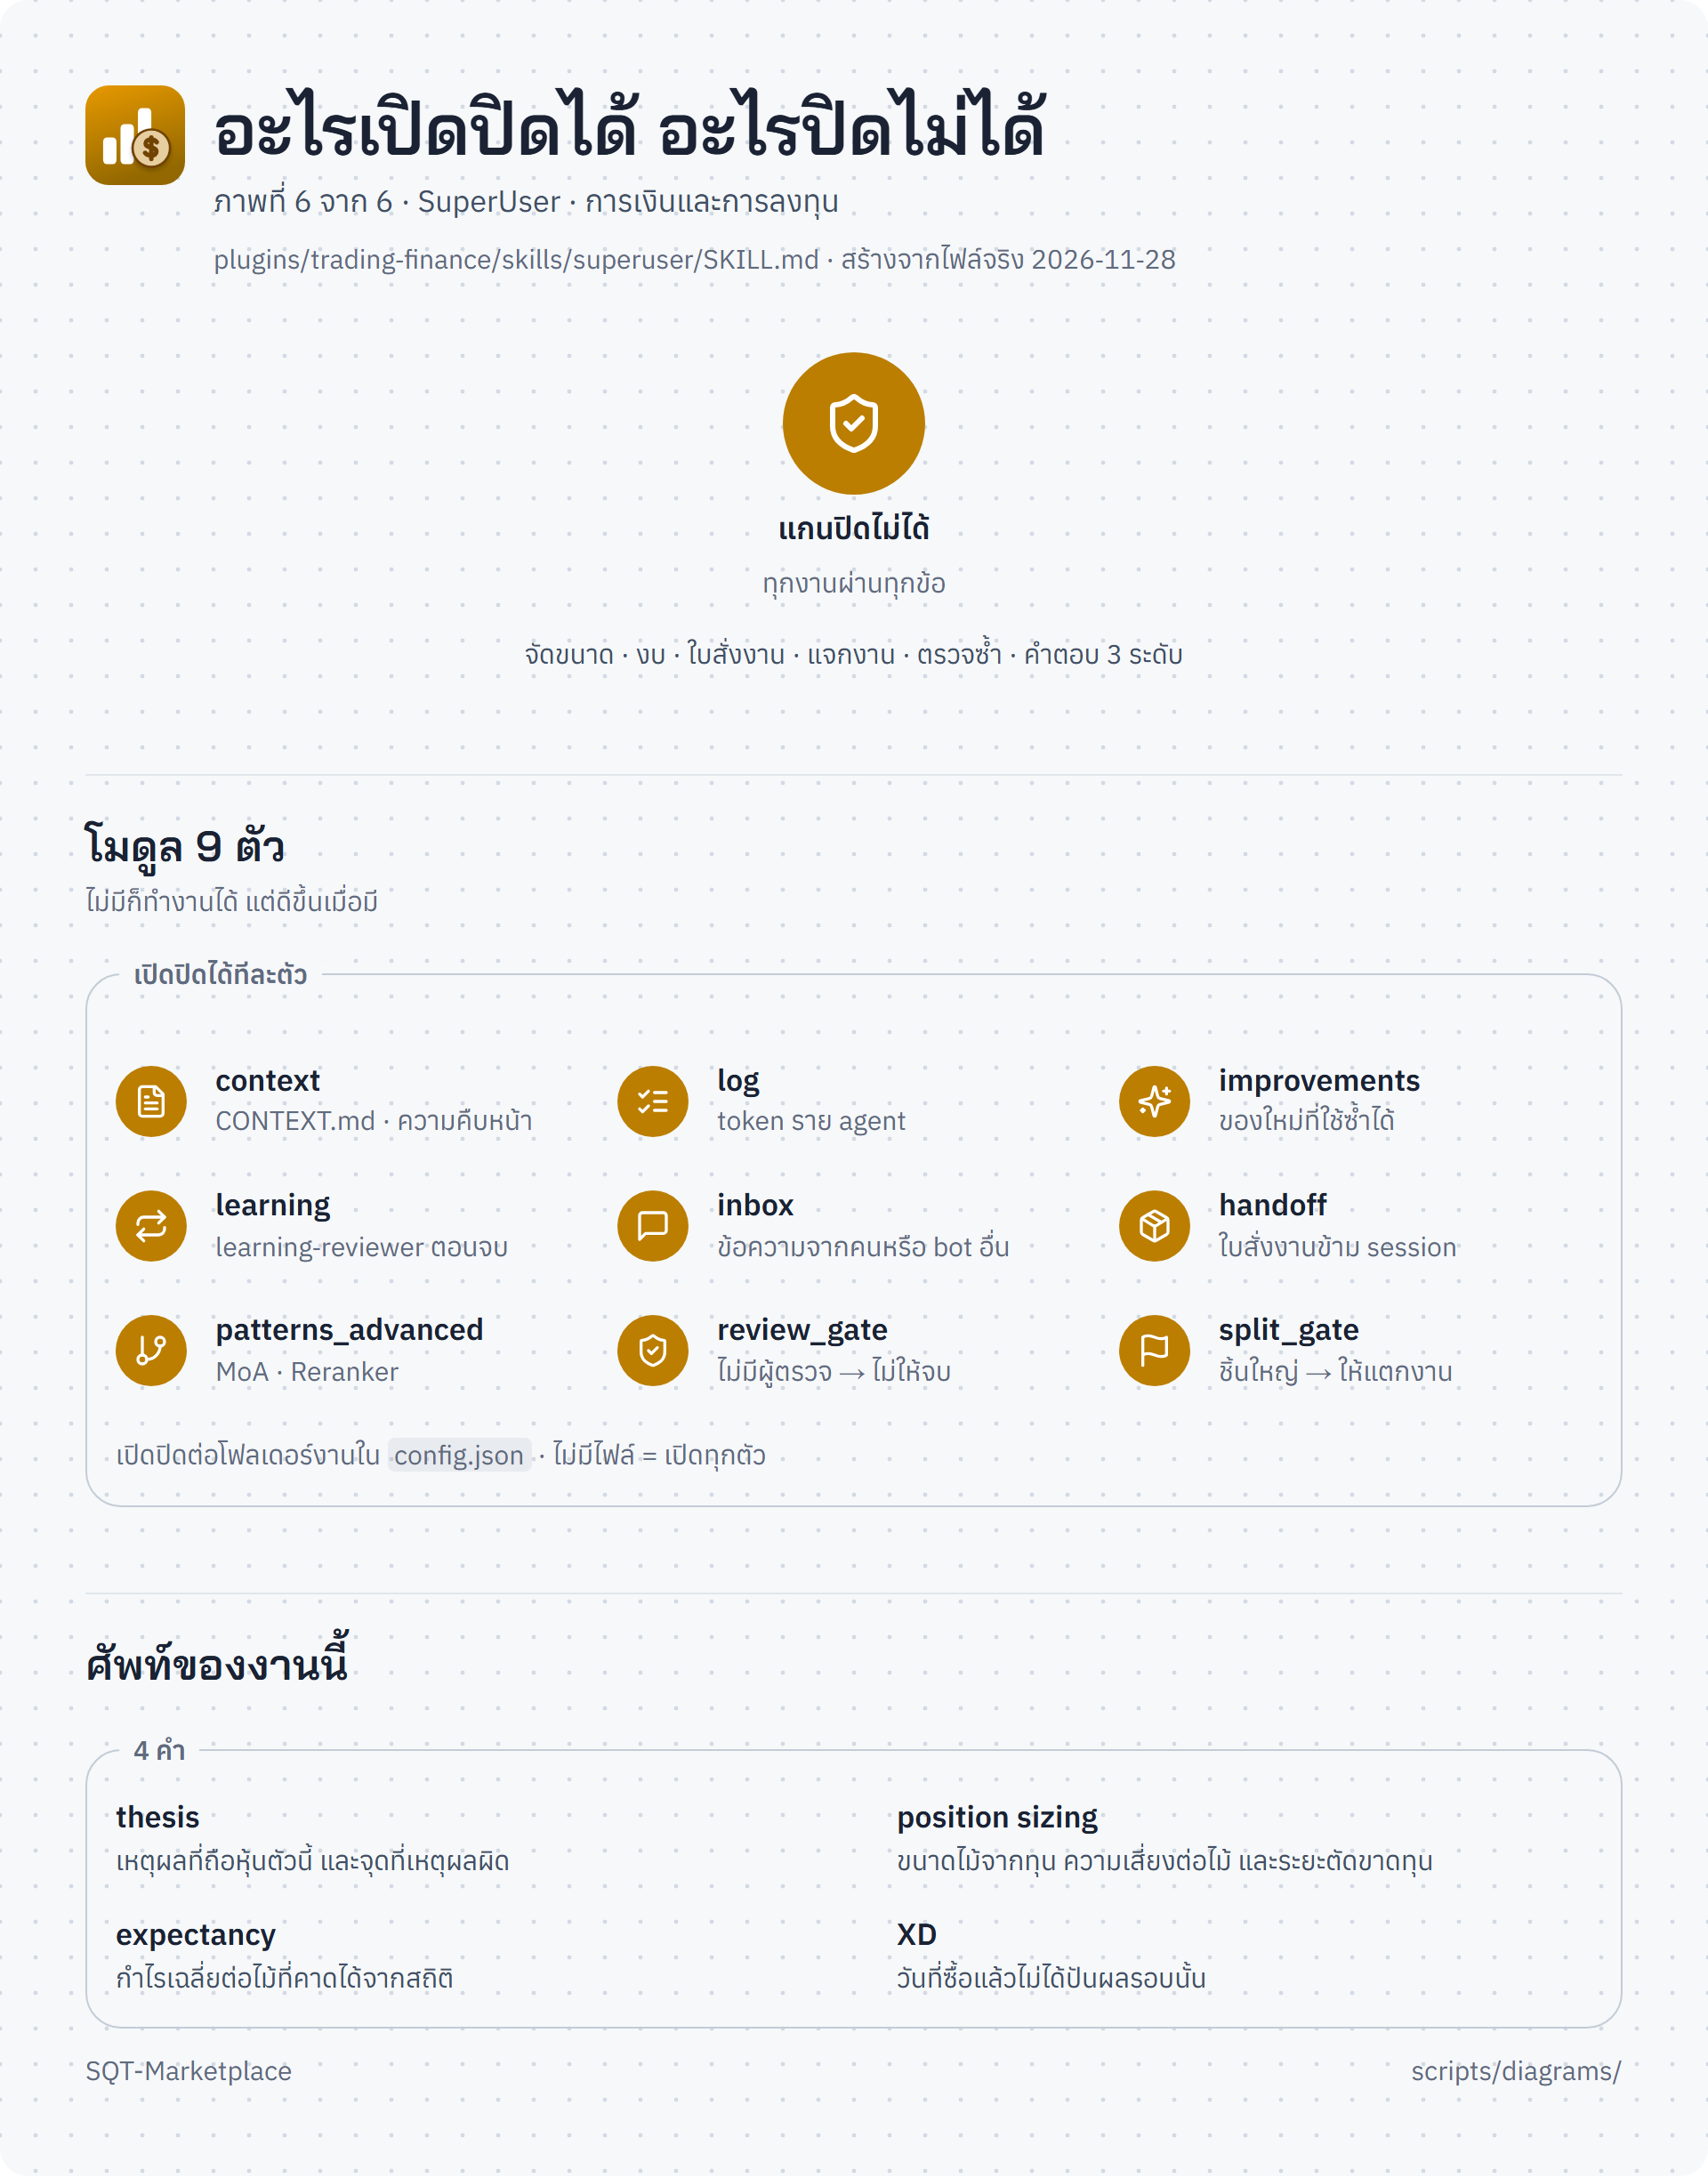 อะไรเปิดปิดได้ อะไรปิดไม่ได้
ภาพที่ 6 จาก 6 · SuperUser · การเงินและการลงทุน
plugins/trading-finance/skills/superuser/SKILL.md · สร้างจากไฟล์จริง 2026-11-28
แกนปิดไม่ได้
ทุกงานผ่านทุกข้อ
จัดขนาด · งบ · ใบสั่งงาน · แจกงาน · ตรวจซ้ำ · คำตอบ 3 ระดับ
โมดูล 9 ตัว
ไม่มีก็ทำงานได้ แต่ดีขึ้นเมื่อมี
เปิดปิดได้ทีละตัว
context
CONTEXT.md · ความคืบหน้า
log
token ราย agent
improvements
ของใหม่ที่ใช้ซ้ำได้
learning
learning-reviewer ตอนจบ
inbox
ข้อความจากคนหรือ bot อื่น
handoff
ใบสั่งงานข้าม session
patterns_advanced
MoA · Reranker
review_gate
ไม่มีผู้ตรวจ → ไม่ให้จบ
split_gate
ชิ้นใหญ่ → ให้แตกงาน
เปิดปิดต่อโฟลเดอร์งานใน config.json · ไม่มีไฟล์ = เปิดทุกตัว
ศัพท์ของงานนี้
4 คำ
thesis
เหตุผลที่ถือหุ้นตัวนี้ และจุดที่เหตุผลผิด
position sizing
ขนาดไม้จากทุน ความเสี่ยงต่อไม้ และระยะตัดขาดทุน
expectancy
กำไรเฉลี่ยต่อไม้ที่คาดได้จากสถิติ
XD
วันที่ซื้อแล้วไม่ได้ปันผลรอบนั้น
SQT-Marketplace
scripts/diagrams/